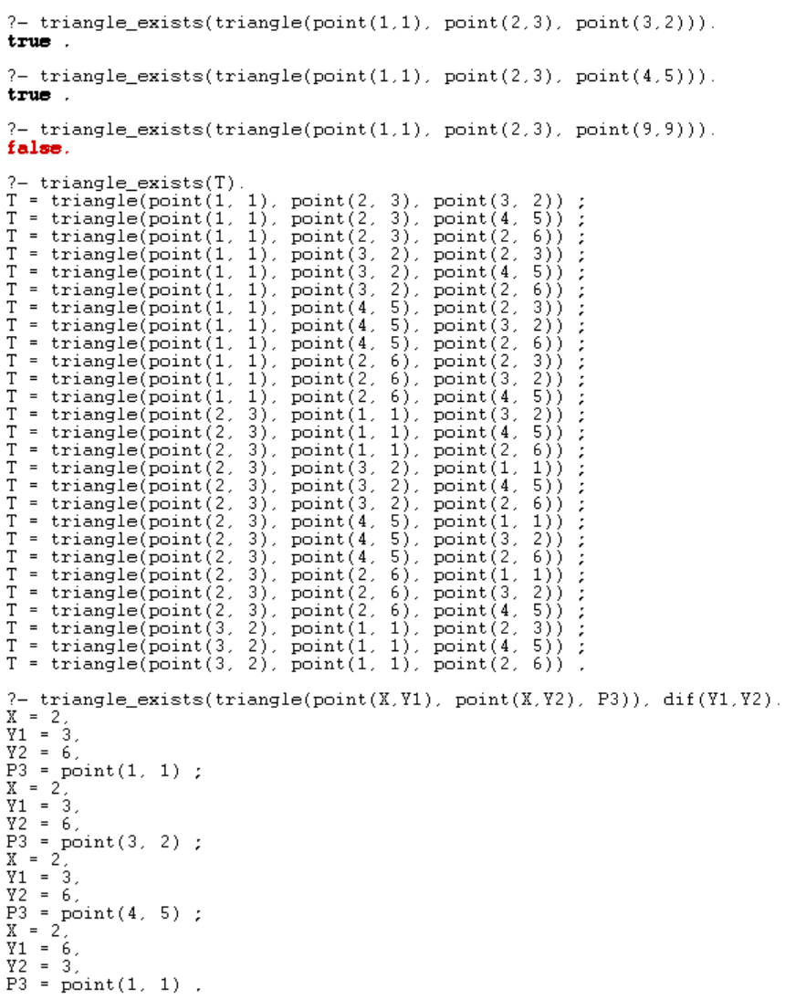 ?- triangle_exists(triangle(point(1,1), point(2,3), point(3,2))).
true .
?- triangle_exists(triangle(point(1,1), point(2,3), point(4,5))).
true .
?- triangle_exists(triangle(point(1,1), point(2,3), point(9,9))).
false.
?- triangle_exists(T).
T = triangle(point(1, 1), point(2, 3), point(3, 2)) ;
T = triangle(point(1, 1), point(2, 3), point(4, 5)) ;
T = triangle(point(1, 1), point(2, 3), point(2, 6)) ;
T = triangle(point(1, 1), point(3, 2), point(2, 3)) ;
T = triangle(point(1, 1), point(3, 2), point(4, 5)) ;
T = triangle(point(1, 1), point(3, 2), point(2, 6)) ;
T = triangle(point(1, 1), point(4, 5), point(2, 3)) ;
T = triangle(point(1, 1), point(4, 5), point(3, 2)) ;
T = triangle(point(1, 1), point(4, 5), point(2, 6)) ;
T = triangle(point(1, 1), point(2, 6), point(2, 3)) ;
T = triangle(point(1, 1), point(2, 6), point(3, 2)) ;
T = triangle(point(1, 1), point(2, 6), point(4, 5)) ;
T = triangle(point(2, 3), point(1, 1), point(3, 2)) ;
T = triangle(point(2, 3), point(1, 1), point(4, 5)) ;
T = triangle(point(2, 3), point(1, 1), point(2, 6)) ;
T = triangle(point(2, 3), point(3, 2), point(1, 1)) ;
T = triangle(point(2, 3), point(3, 2), point(4, 5)) ;
T = triangle(point(2, 3), point(3, 2), point(2, 6)) ;
T = triangle(point(2, 3), point(4, 5), point(1, 1)) ;
T = triangle(point(2, 3), point(4, 5), point(3, 2)) ;
T = triangle(point(2, 3), point(4, 5), point(2, 6)) ;
T = triangle(point(2, 3), point(2, 6), point(1, 1)) ;
T = triangle(point(2, 3), point(2, 6), point(3, 2)) ;
T = triangle(point(2, 3), point(2, 6), point(4, 5)) ;
T = triangle(point(3, 2), point(1, 1), point(2, 3)) ;
T = triangle(point(3, 2), point(1, 1), point(4, 5)) ;
T = triangle(point(3, 2), point(1, 1), point(2, 6)) .
?- triangle_exists(triangle(point(X,Y1), point(X,Y2), P3)), dif(Y1,Y2).
X = 2,
Y1 = 3,
Y2 = 6,
P3 = point(1, 1) ;
X = 2,
Y1 = 3,
Y2 = 6,
P3 = point(3, 2) ;
X = 2,
Y1 = 3,
Y2 = 6,
P3 = point(4, 5) ;
X = 2,
Y1 = 6,
Y2 = 3,
P3 = point(1, 1) .